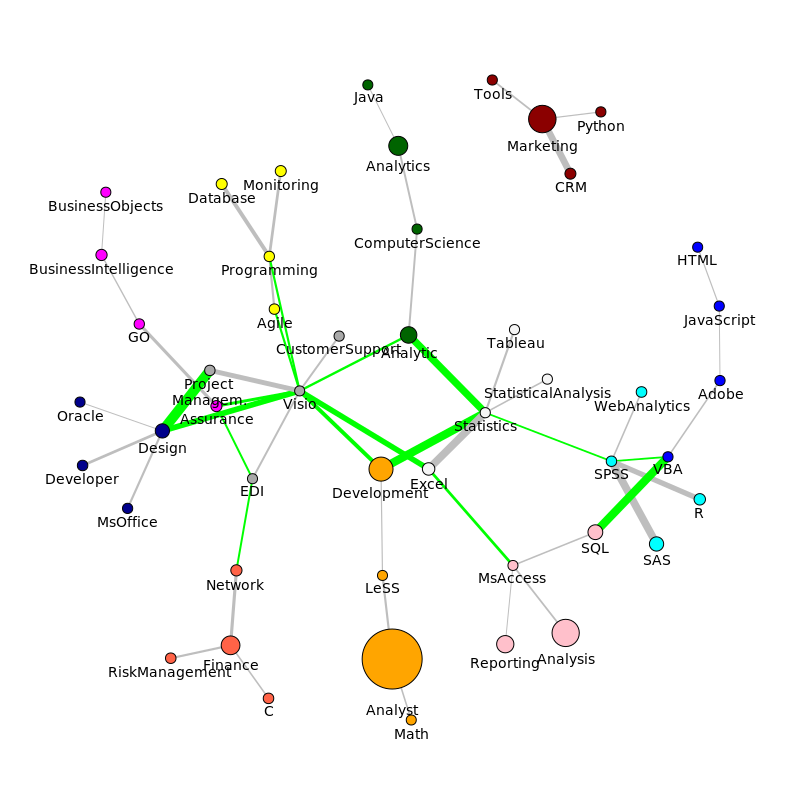 Java
Tools
Python
Marketing
Analytics
CRM
Monitoring
Database
BusinessObjects
ComputerScience
HTML
BusinessIntelligence
Programming
JavaScript
Agile
GO
CustomerSupport
Analytic
Tableau
Project
Managem.
StatisticalAnalysis
Adobe
Visio
WebAnalytics
Oracle
Assurance
Statistics
Design
VBA
SPSS
Developer
EDI
Development
Excel
R
MsOffice
SQL
SAS
Network
LeSS
MsAccess
Finance
RiskManagement
Reporting
Analysis
C
Analyst
Math